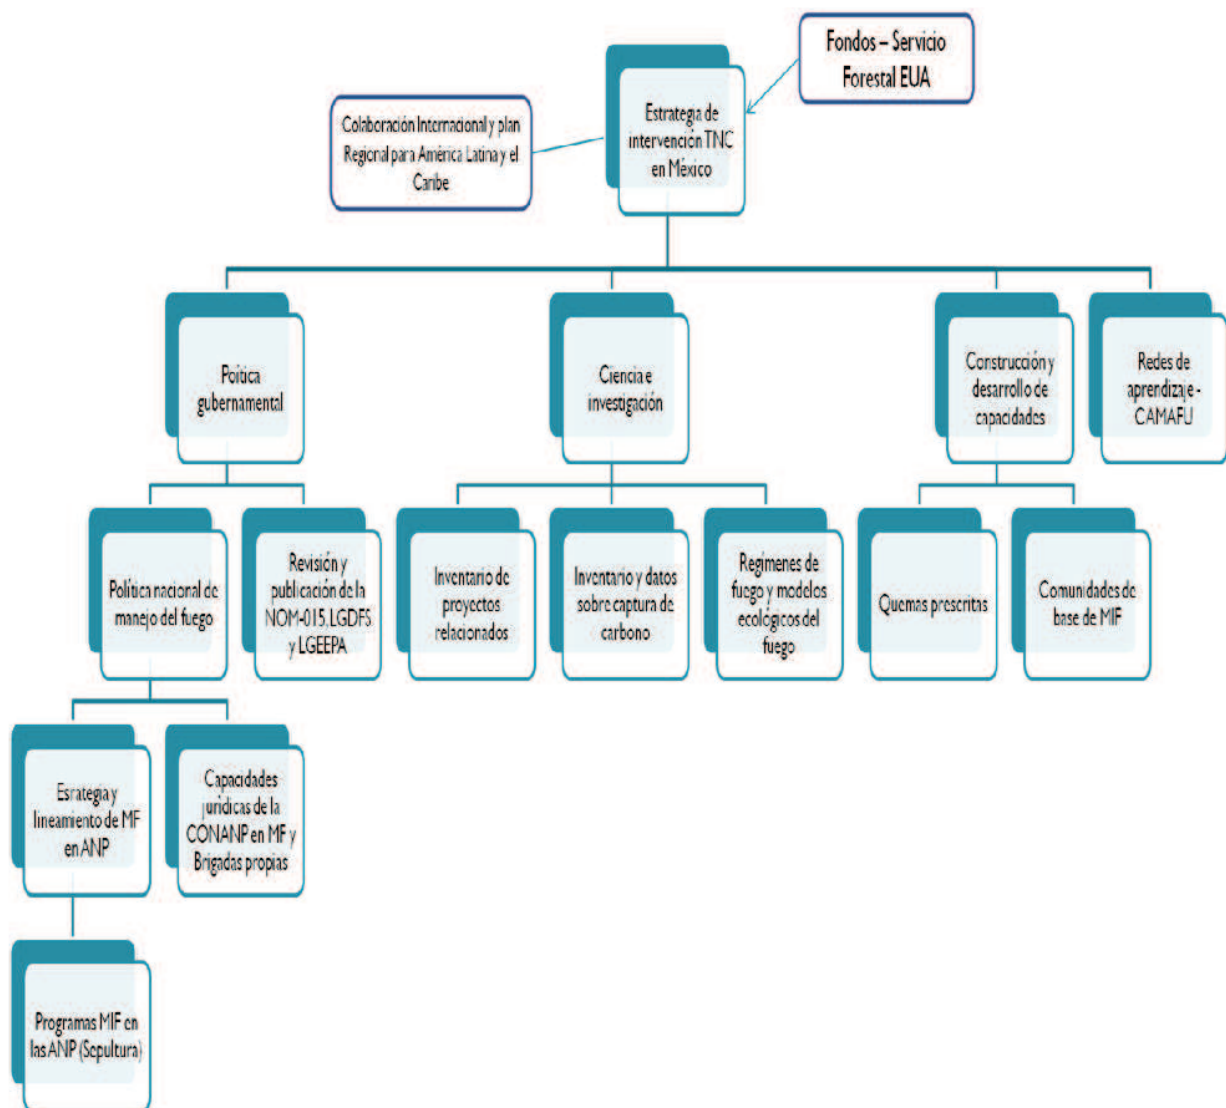 Fondos – Servicio
Forestal EUA
Estrategia de
intervención TNC
en México
Colaboración Internacional y plan
Regional para América Latina y el
Caribe
Poítica
gubernamental
Ciencia e
investigación
Construcción y
desarrollo de
capacidades
Redes de
aprendizaje -
CAMAFU
Política nacional de
manejo del fuego
Revisión y
publicación de la
NOM-015, LGDFS
y LGEEPA
Inventario de
proyectos
relacionados
Inventario y datos
sobre captura de
carbono
Regímenes de
fuego y modelos
ecológicos del
fuego
Quemas prescritas
Comunidades de
base de MIF
Esrategia y
lineamiento de MF
en ANP
Capacidades
jurídicas de la
CONANP en MF y
Brigadas propias
Programas MIF en
las ANP (Sepultura)